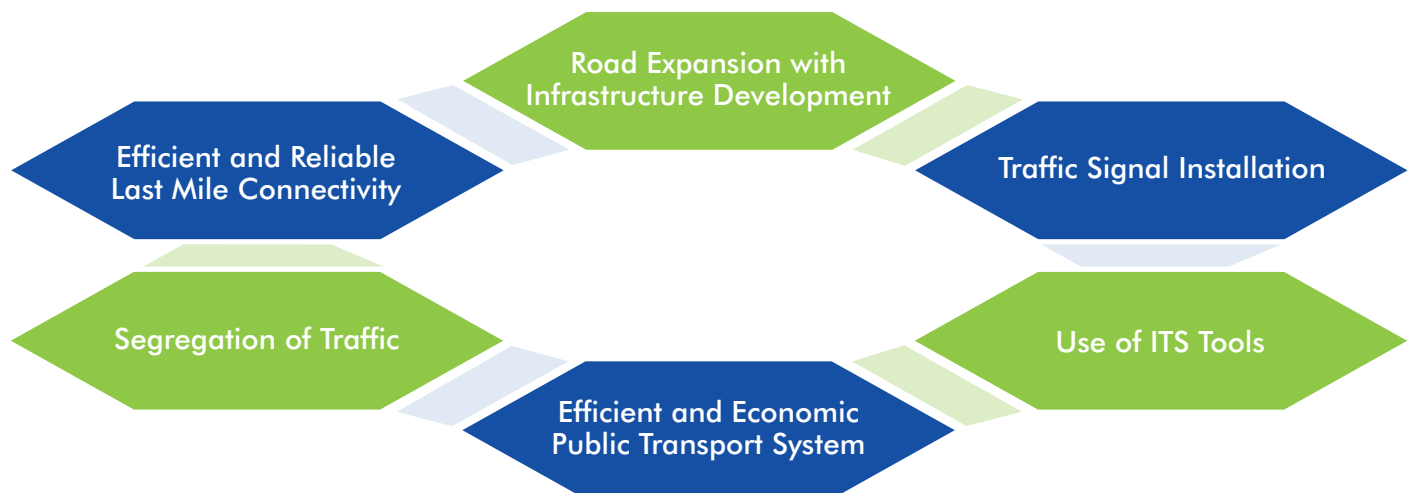 Road Expansion with
Infrastructure Development
Efficient and Reliable
Last Mile Connectivity
Traffic Signal Installation
Segregation of Traffic
Use of ITS Tools
Efficient and Economic
Public Transport System